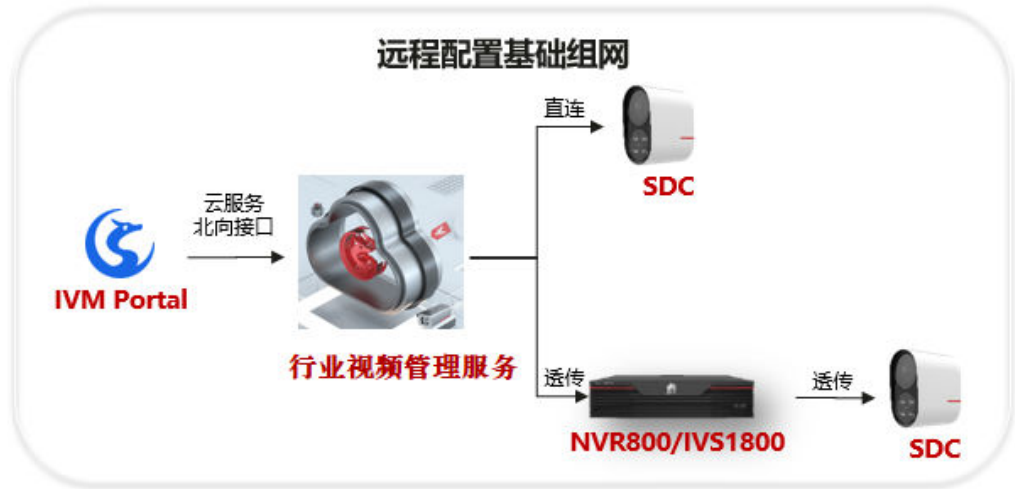 远程配置基础组网
直连
SDC
云服务
北向接口
IVM Portal
行业视频管理服务
透传
NVR800/IVS1800
透传
SDC